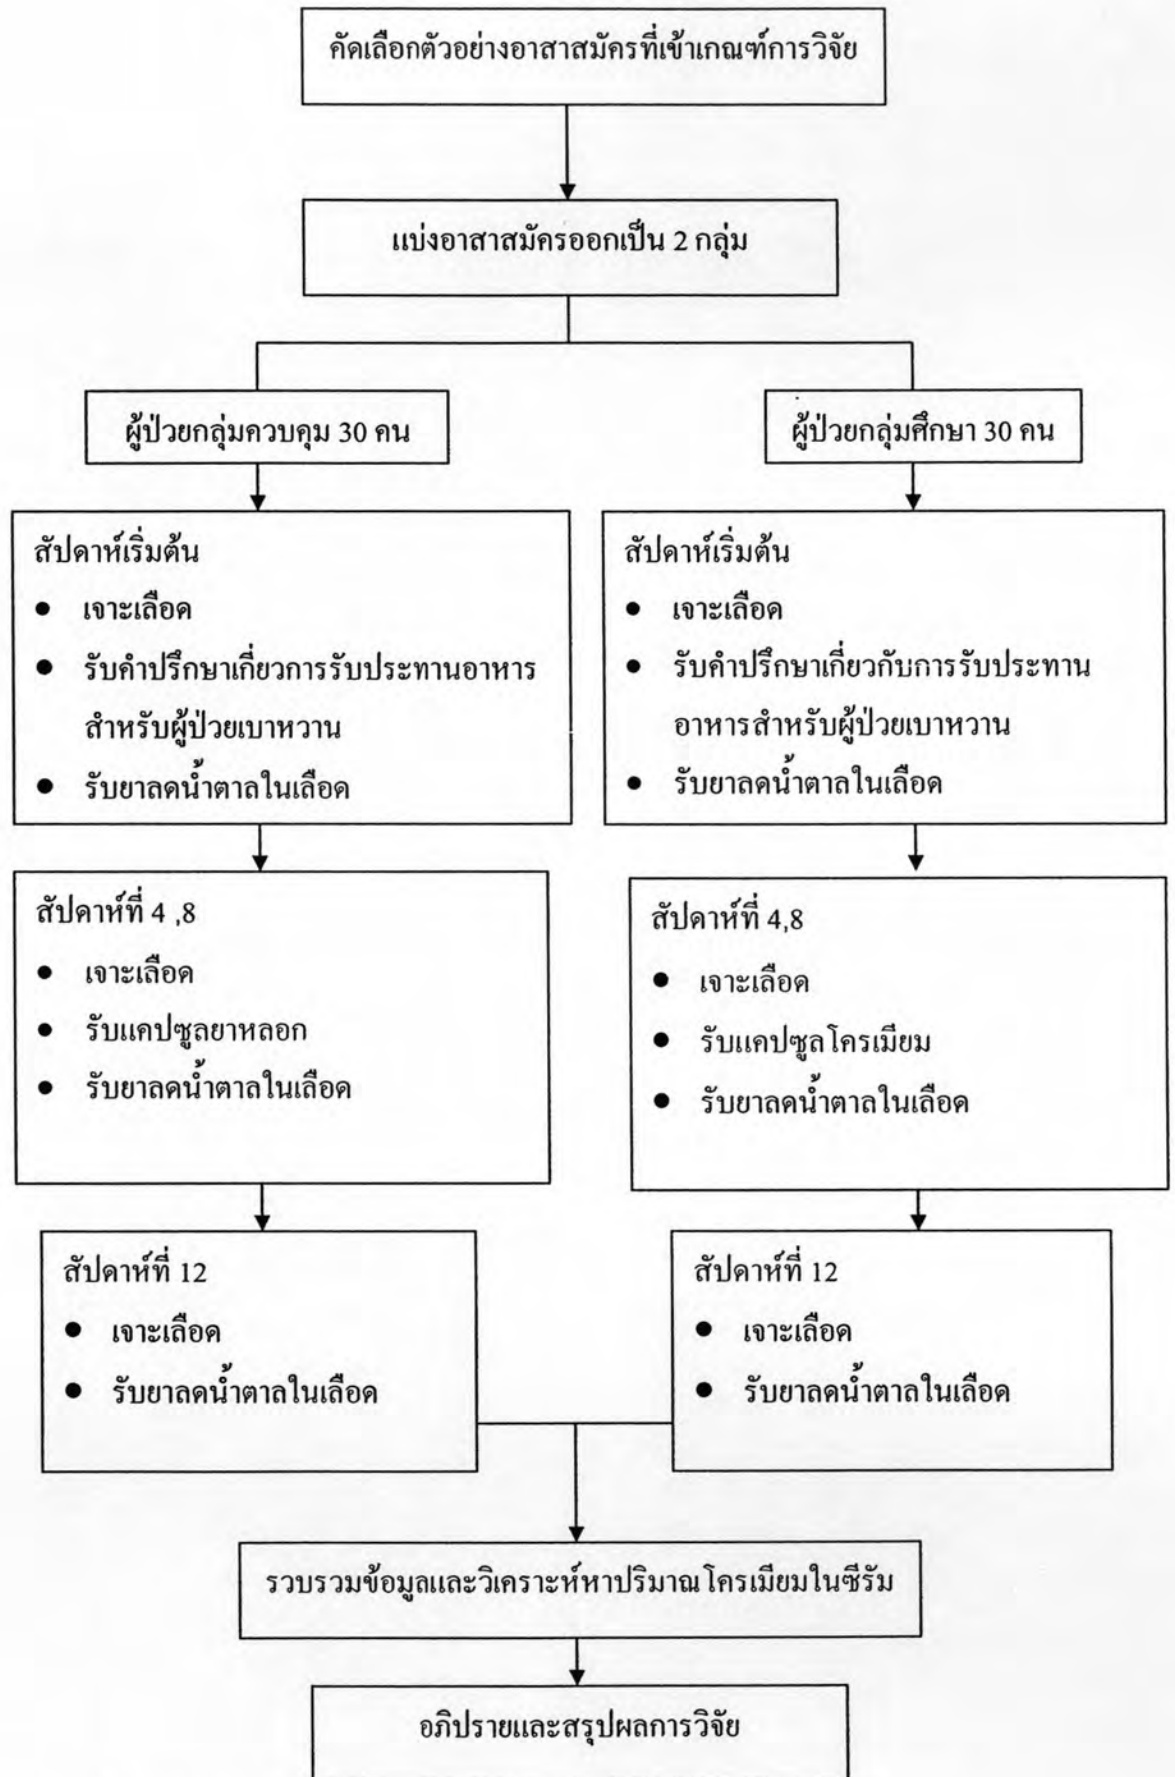 คัดเลือกตัวอย่างอาสาสมัครที่เข้าเกณฑ์การวิจัย
แบ่งอาสาสมัครออกเป็น 2 กลุ่ม
ผู้ป่วยกลุ่มควบคุม 30 คน
ผู้ป่วยกลุ่มศึกษา 30 คน
สัปดาห์เริ่มต้น
● เจาะเลือด
● รับคำปรึกษาเกี่ยวการรับประทานอาหาร
สำหรับผู้ป่วยเบาหวาน
● รับยาลดน้ำตาลในเลือด
สัปดาห์เริ่มต้น
● เจาะเลือด
● รับคำปรึกษาเกี่ยวกับการรับประทาน
อาหารสำหรับผู้ป่วยเบาหวาน
● รับยาลดน้ำตาลในเลือด
สัปดาห์ที่ 4 ,8
● เจาะเลือด
● รับแคปซูลยาหลอก
● รับยาลดน้ำตาลในเลือด
สัปดาห์ที่ 4,8
● เจาะเลือด
● รับแคปซูลโครเมียม
● รับยาลดน้ำตาลในเลือด
สัปดาห์ที่ 12
● เจาะเลือด
● รับยาลดน้ำตาลในเลือด
สัปดาห์ที่ 12
● เจาะเลือด
● รับยาลดน้ำตาลในเลือด
รวบรวมข้อมูลและวิเคราะห์หาปริมาณโครเมียมในซีรัม
อภิปรายและสรุปผลการวิจัย